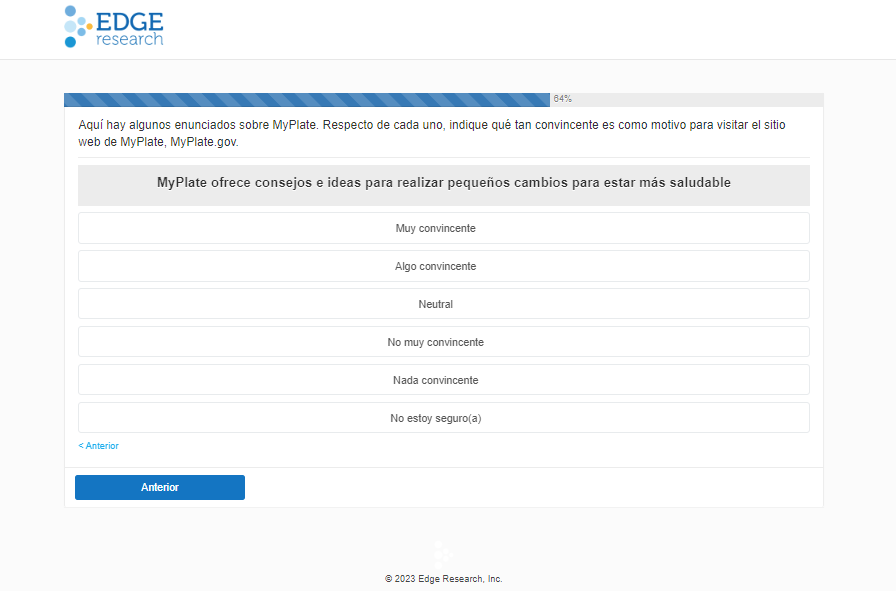 EDGE
research
64%
Aquí hay algunos enunciados sobre MyPlate. Respecto de cada uno, indique qué tan convincente es como motivo para visitar el sitio
web de MyPlate, MyPlate.gov.
MyPlate ofrece consejos e ideas para realizar pequeños cambios para estar más saludable
Muy convincente
Algo convincente
Neutral
No muy convincente
Nada convincente
No estoy seguro(a)
< Anterior
Anterior
© 2023 Edge Research, Inc.